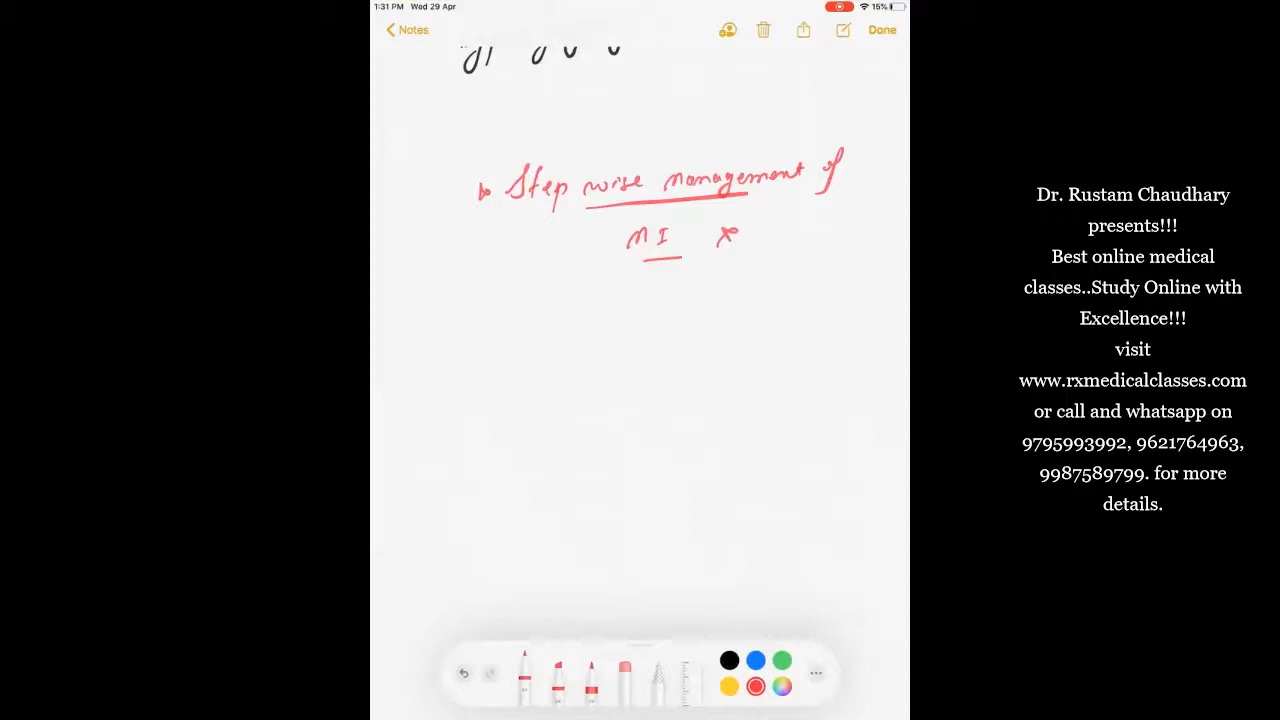 1:31 PM Wed 29 Apr
15%
Notes
Done
Step wise management of
MI
Dr. Rustam Chaudhary
presents!!!
Best online medical
classes..Study Online with
Excellence!!!
visit
www.rxmedicalclasses.com
or call and whatsapp on
9795993992, 9621764963,
9987589799. for more
details.